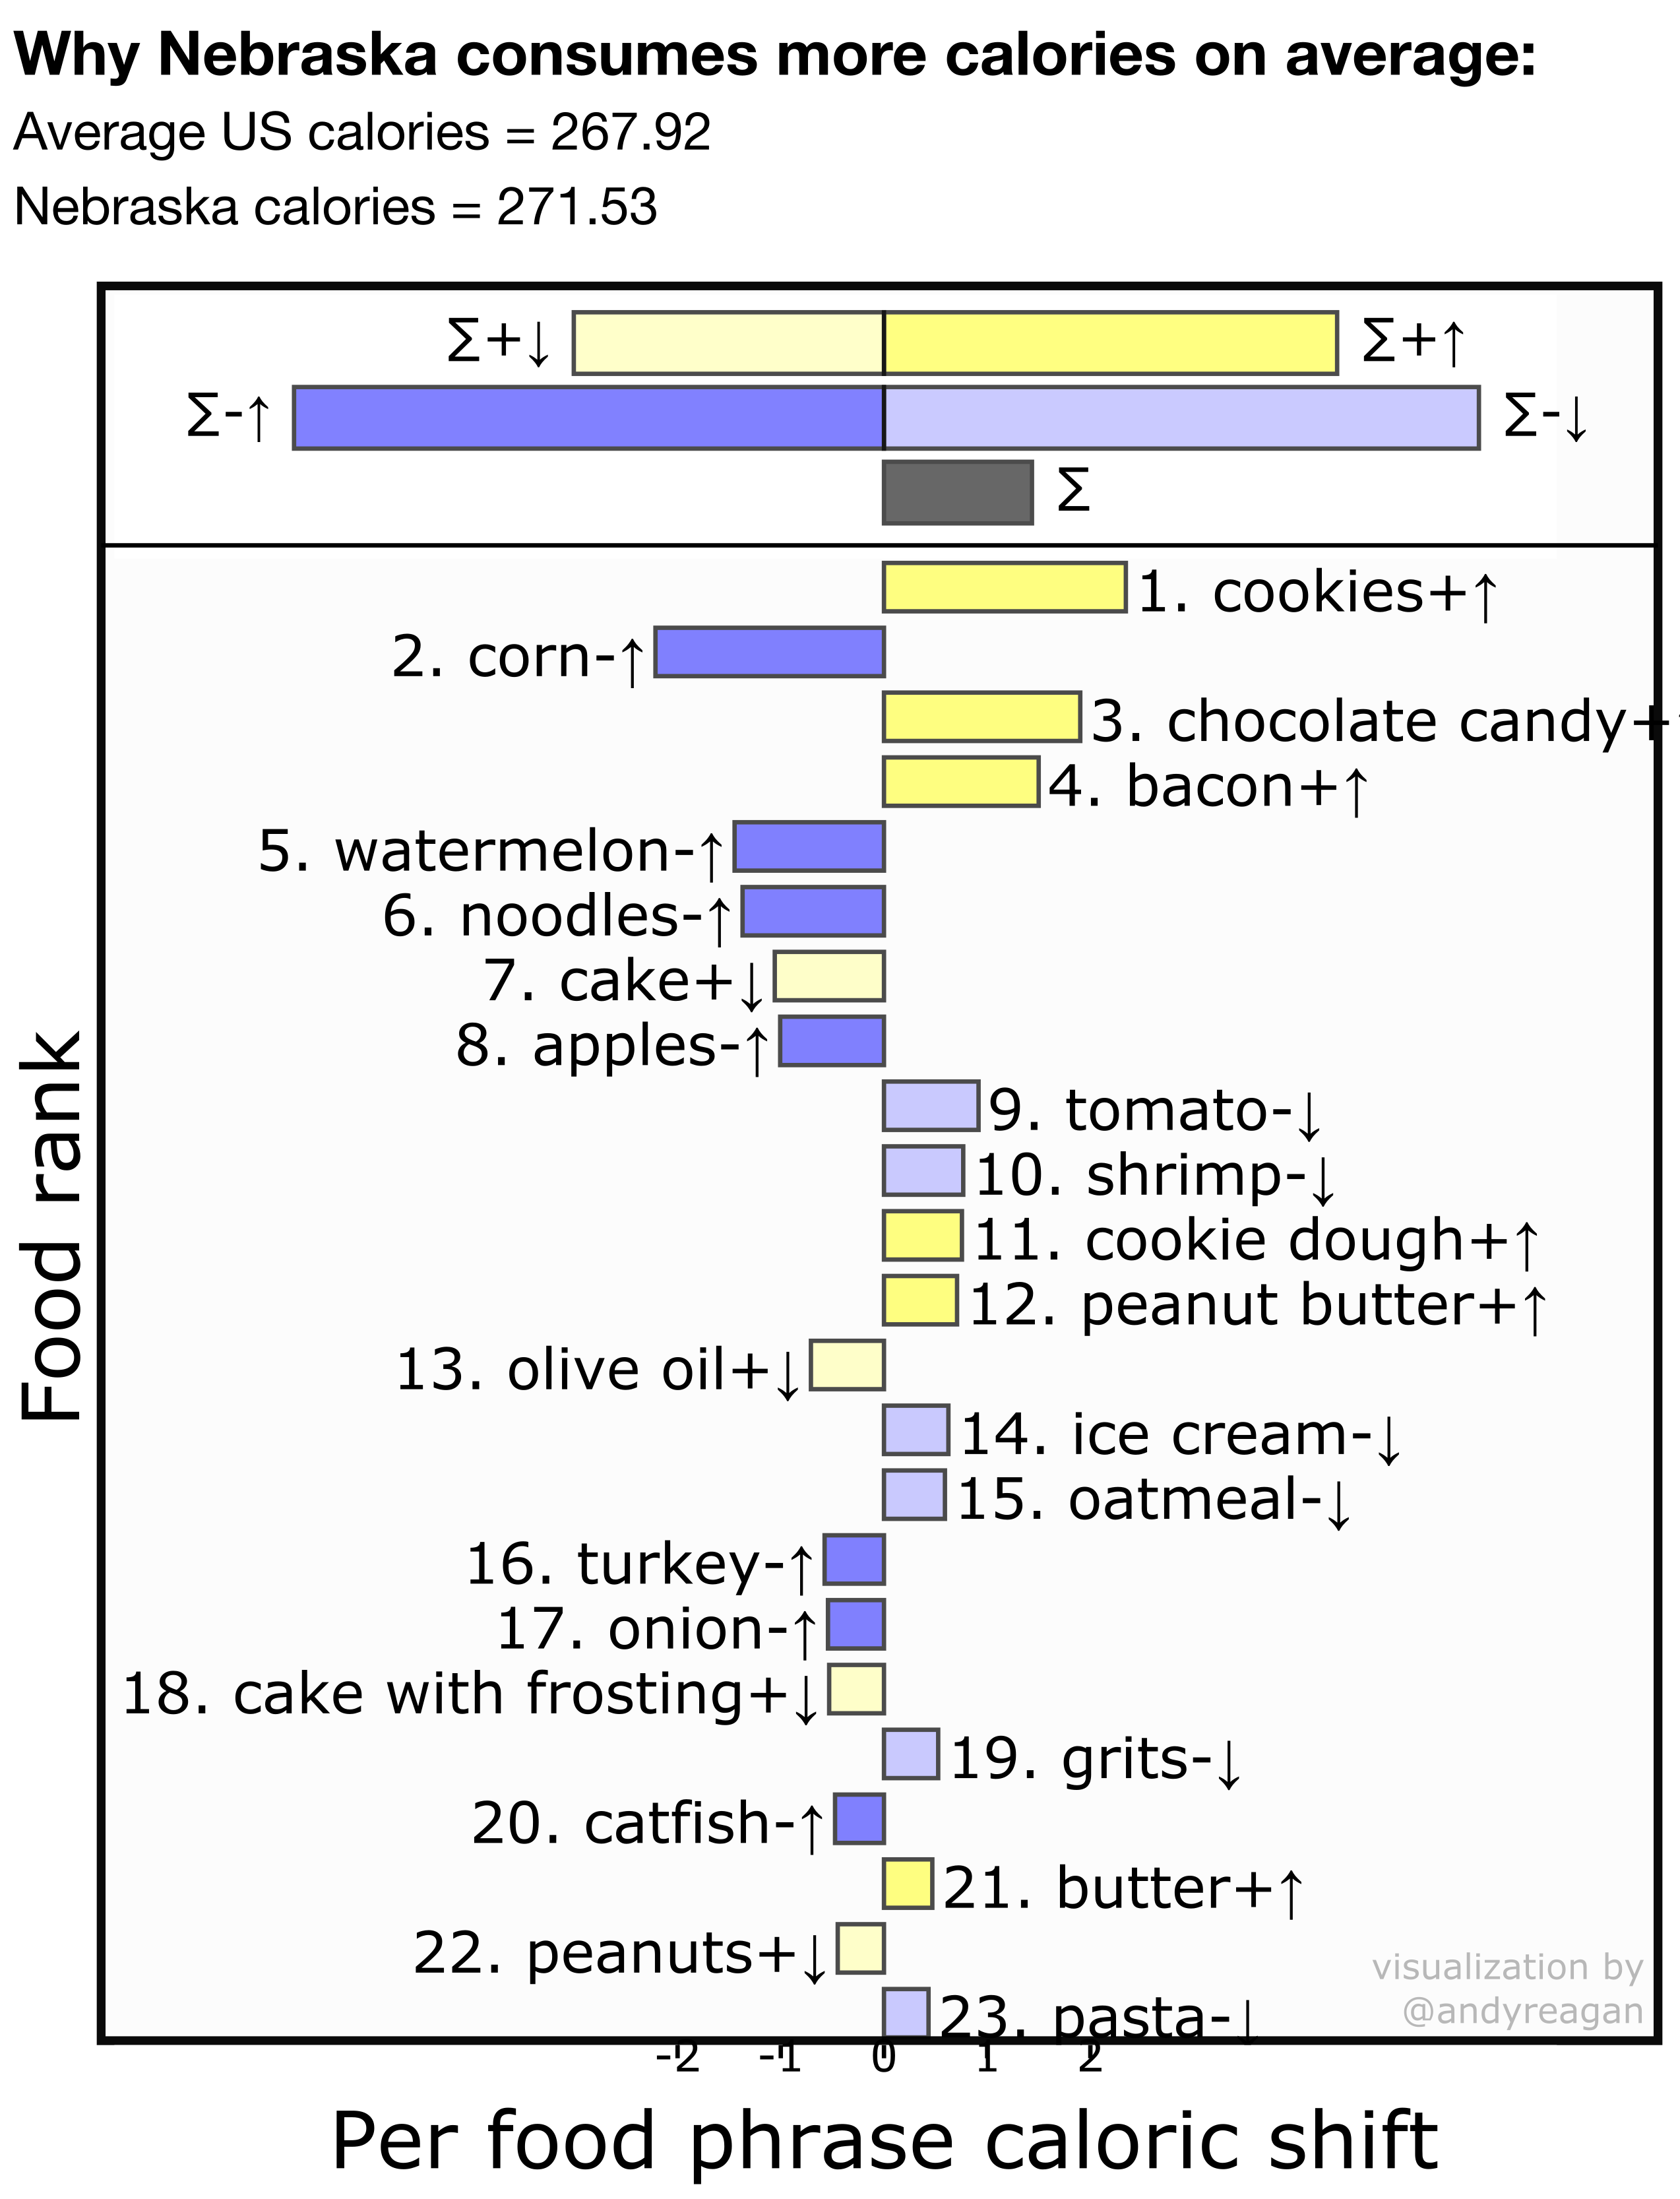 Why Nebraska consumes more calories on average:
Average US calories = 267.92
Nebraska calories = 271.53
∑+↓
∑+↑
∑-↑
∑-↓
∑
1. cookies+↑
2. corn-↑
3. chocolate candy+
4. bacon+↑
5. watermelon-↑
6. noodles-↑
7. cake+↓
8. apples-↑
9. tomato-↓
10. shrimp-↓
11. cookie dough+↑
12. peanut butter+↑
13. olive oil+↓
14. ice cream-↓
15. oatmeal-↓
16. turkey-↑
17. onion-↑
18. cake with frosting+↓
19. grits-↓
20. catfish-↑
21. butter+↑
22. peanuts+↓
23. pasta-↓
visualization by
@andyreagan
Food rank
-2 -1 0 1 2
Per food phrase caloric shift